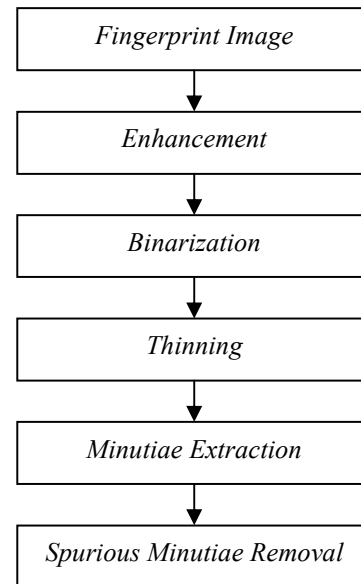 Fingerprint Image
Enhancement
Binarization
Thinning
Minutiae Extraction
Spurious Minutiae Removal